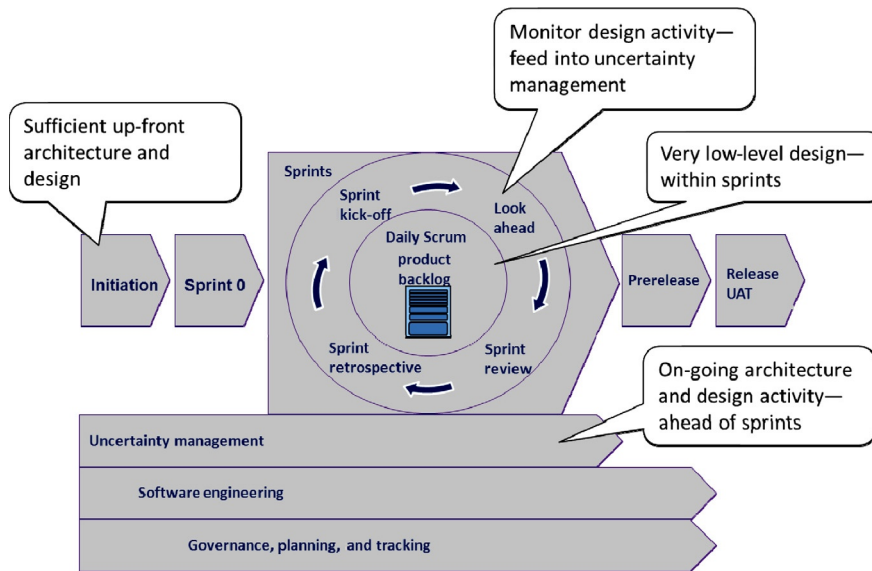 Monitor design activity—
feed into uncertainty
management
Sufficient up-front
architecture and
design
Very low-level design—
within sprints
Sprints
Sprint
kick-off
Look
ahead
Daily Scrum
product
backlog
Initiation
Sprint 0
Prerelease
Release
UAT
Sprint
retrospective
Sprint
review
On-going architecture
and design activity—
ahead of sprints
Uncertainty management
Software engineering
Governance, planning, and tracking